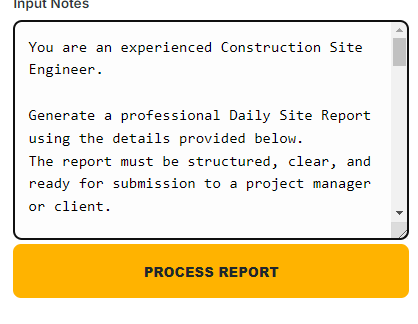 Input Notes
You are an experienced Construction Site
Engineer.
Generate a professional Daily Site Report
using the details provided below.
The report must be structured, clear, and
ready for submission to a project manager
or client.
PROCESS REPORT